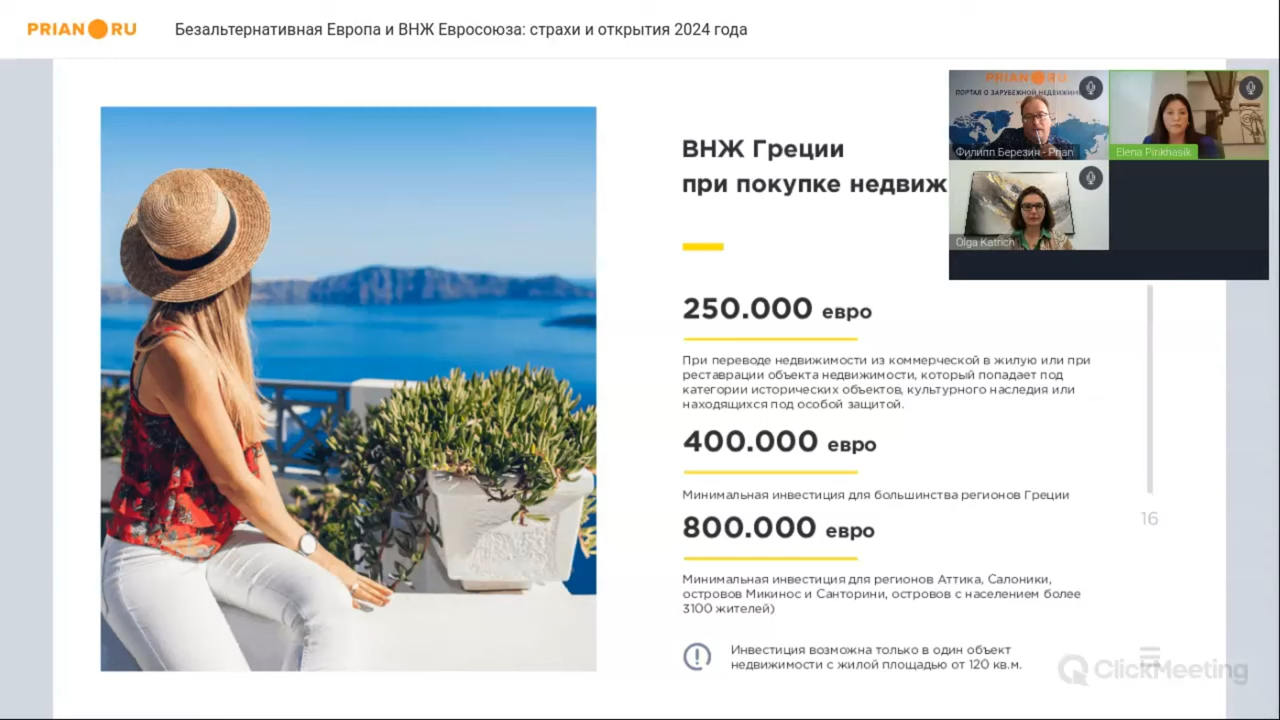 PRIAN RU
Безальтернативная Европа и ВНЖ Евросоюза: страхи и открытия 2024 года
PRIAN RU
ПОРТАЛ О ЗАРУБЕЖНОЙ НЕДВИЖИМ
Филипп Березин - Prian
Elena Pirikhasik
Olga Katrich
ВНЖ Греции
при покупке недвиж
250.000 евро
При переводе недвижимости из коммерческой в жилую или при
реставрации объекта недвижимости, который попадает под
категории исторических объектов, культурного наследия или
находящихся под особой защитой.
400.000 евро
Минимальная инвестиция для большинства регионов Греции
800.000 евро
Минимальная инвестиция для регионов Аттика, Салоники,
островов Микинос и Санторини, островов с населением более
3100 жителей)
16
Инвестиция возможна только в один объект
недвижимости с жилой площадью от 120 кв.м.
ClickMeeting